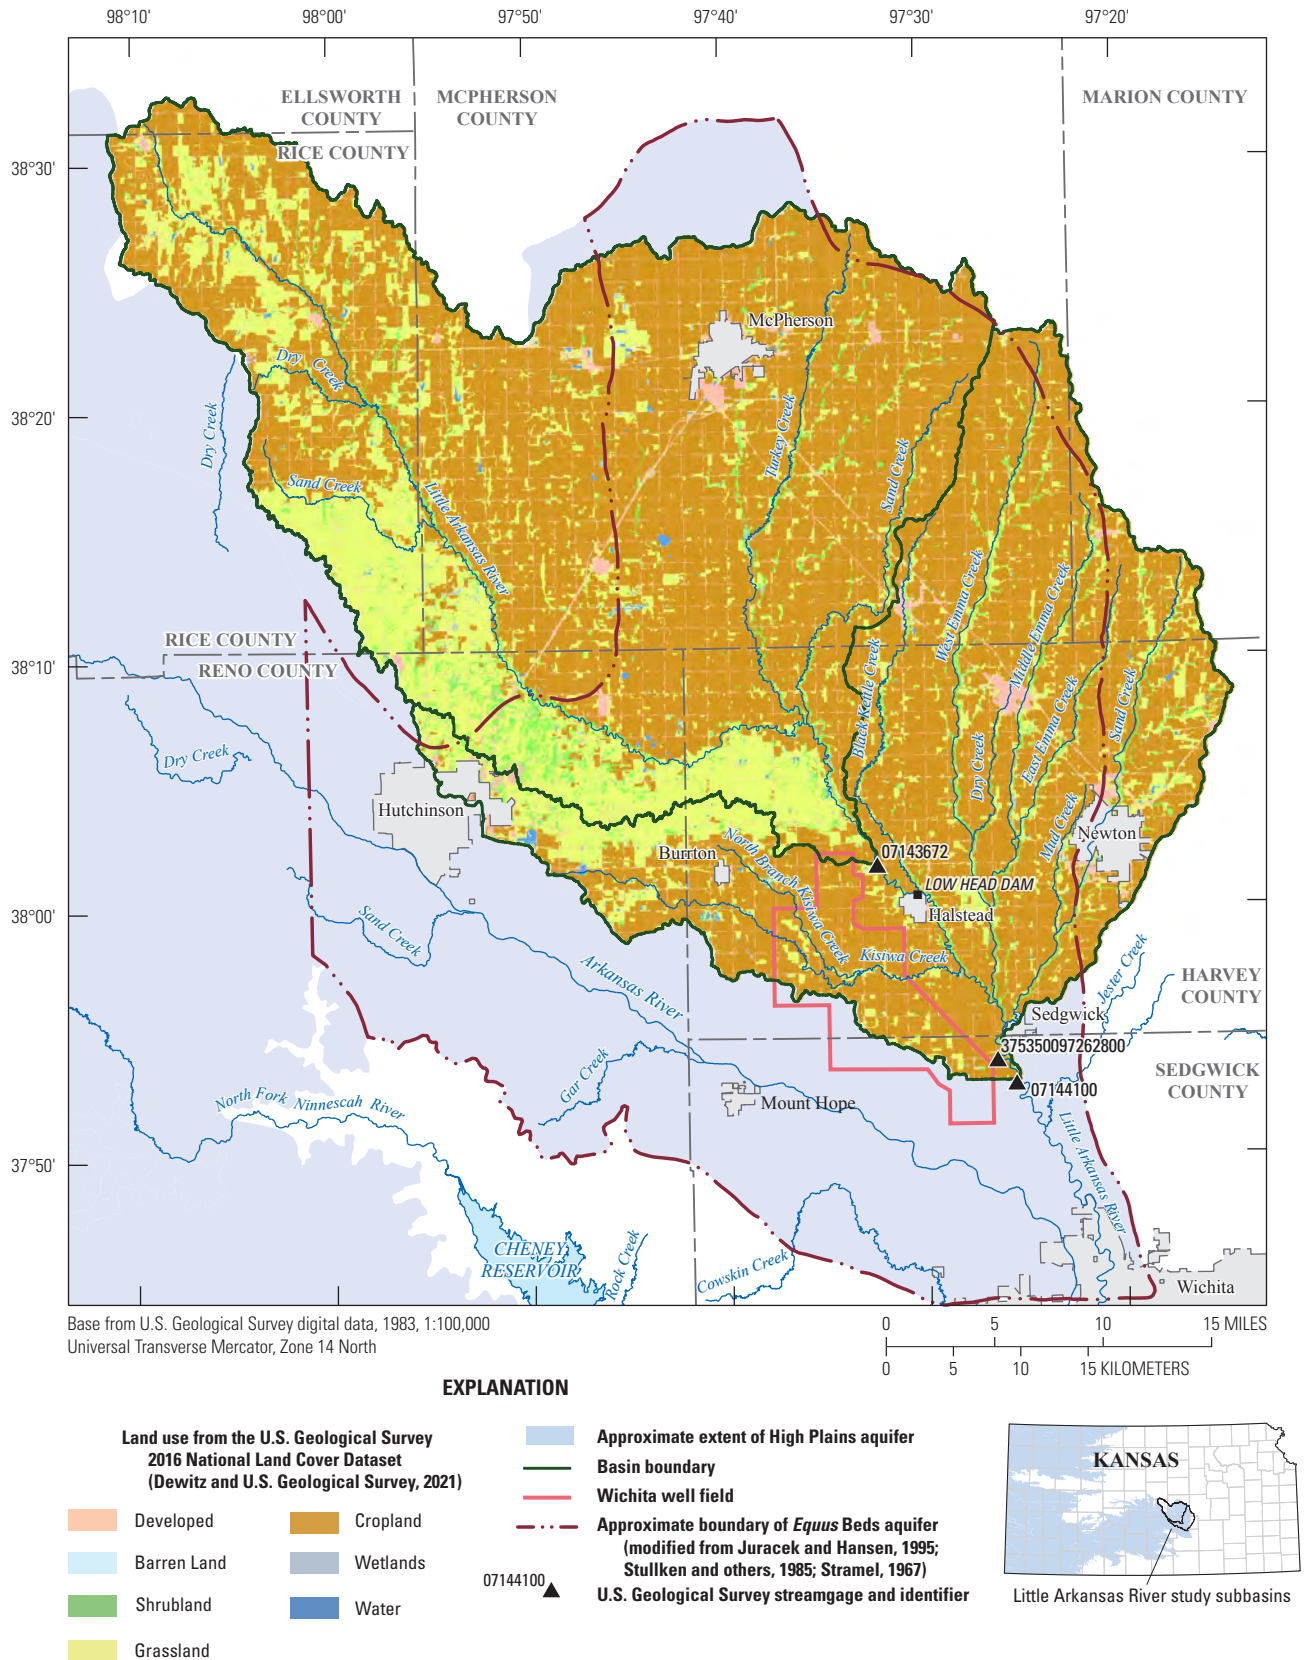 98°10'
98°00'
97°50'
97°40'
97°30'
97°20'
ELLSWORTH
COUNTY
MCPHERSON
COUNTY
MARION COUNTY
RICE COUNTY
38°30'
McPherson
Dry Creek
38°20'
Dry Creek
Turkey Creek
Sand Creek
Sand Creek
Little Arkansas River
West Emma Creek
Middle Emma Creek
RICE COUNTY
RENO COUNTY
38°10'
Black Kettle Creek
East Emma Creek
Sand Creek
Dry Creek
Dry Creek
Hutchinson
Mud Creek
Newton
Burrton
North Branch Kisiwa Creek
07143672
LOW HEAD DAM
Halstead
38°00'
Sand Creek
Kisiwa Creek
Arkansas River
Jester Creek
HARVEY
COUNTY
Sedgwick
375350097262800
SEDGWICK
COUNTY
07144100
Gar Creek
Mount Hope
North Fork Ninnescah River
Little Arkansas River
37°50'
CHENEY
RESERVOIR
Rock Creek
Cowskin Creek
Wichita
Base from U.S. Geological Survey digital data, 1983, 1:100,000
Universal Transverse Mercator, Zone 14 North
0 5 10 15 MILES
0 5 10 15 KILOMETERS
EXPLANATION
Land use from the U.S. Geological Survey
2016 National Land Cover Dataset
(Dewitz and U.S. Geological Survey, 2021)
Developed
Barren Land
Shrubland
Grassland
Cropland
Wetlands
Water
Approximate extent of High Plains aquifer
Basin boundary
Wichita well field
Approximate boundary of Equus Beds aquifer
(modified from Juracek and Hansen, 1995;
Stullken and others, 1985; Stramel, 1967)
07144100
U.S. Geological Survey streamgage and identifier
KANSAS
Little Arkansas River study subbasins